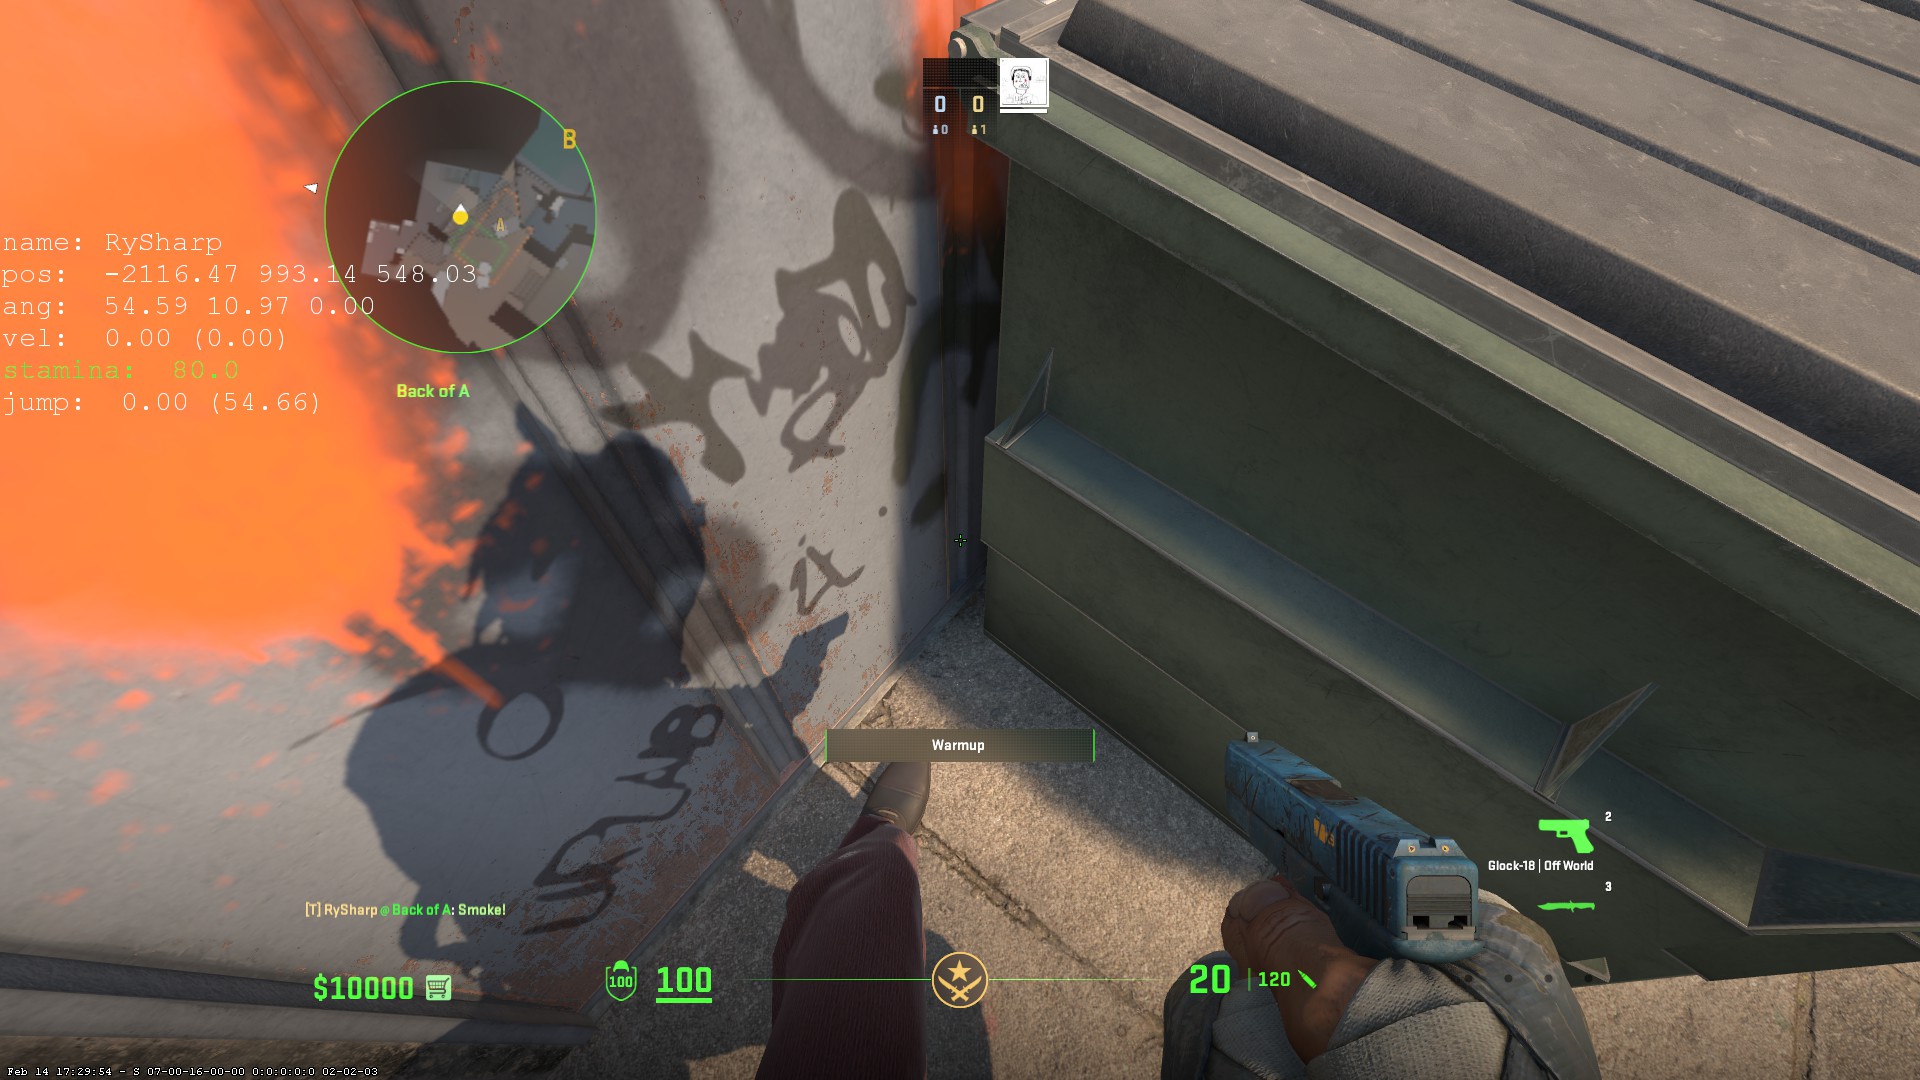 0 0
0 1
B
A
name: RySharp
pos: -2116.47 993.14 548.03
ang: 54.59 10.97 0.00
vel: 0.00 (0.00)
stamina: 80.0
jump: 0.00 (54.66)
Back of A
Warmup
2
Glock-18 | Off World
3
[T] RySharp @ Back of A: Smoke!
$10000
100
100
20 | 120
Feb 14 17:29:54 - S 07-00-16-00-00 0:0:0:0:0 02-02-03